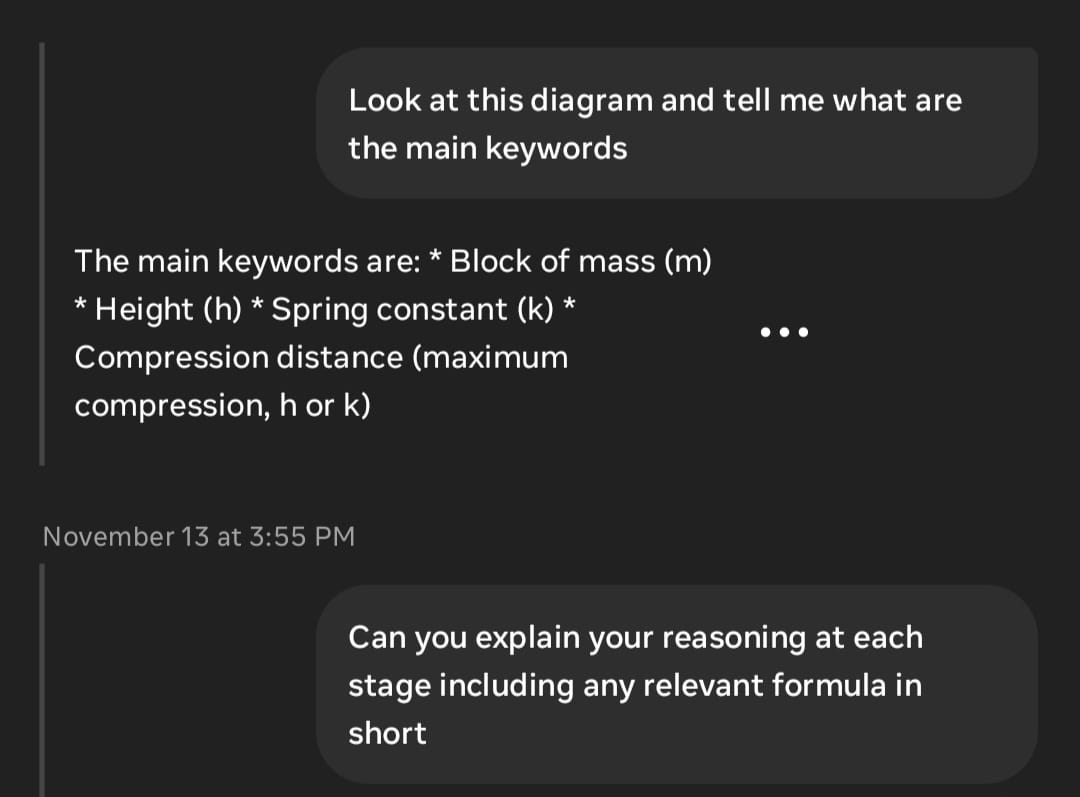 Look at this diagram and tell me what are
the main keywords
The main keywords are: * Block of mass (m)
* Height (h) * Spring constant (k) *
Compression distance (maximum
compression, h or k)
November 13 at 3:55 PM
Can you explain your reasoning at each
stage including any relevant formula in
short